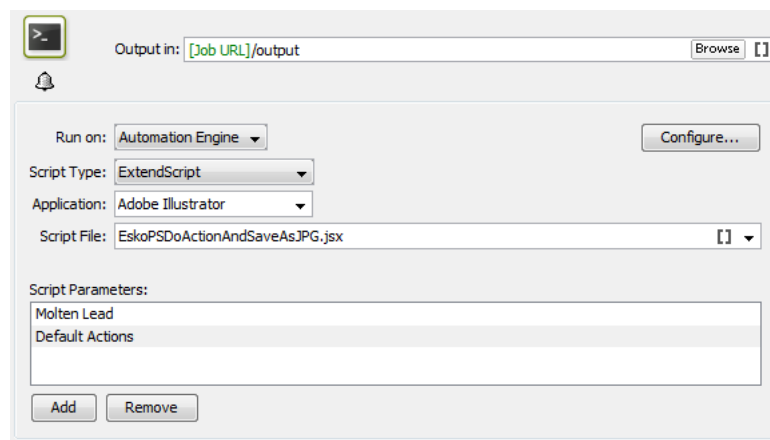 Output in: [Job URL]/output Browse []
Run on: Automation Engine Configure...
Script Type: ExtendScript
Application: Adobe Illustrator
Script File: EskoPSDoActionAndSaveAsJPG.jsx []
Script Parameters:
Molten Lead
Default Actions
Add Remove